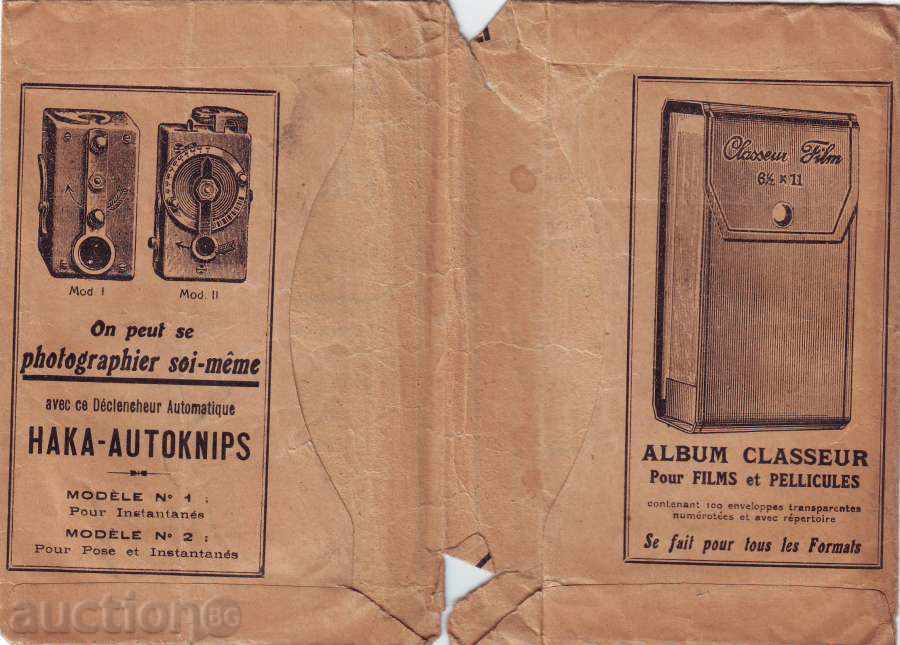 Mod. I
Mod. II
On peut se
photographier soi-même
avec ce Déclencheur Automatique
HAKA-AUTOKNIPS
MODÈLE Nº 1 :
Pour Instantanés
MODÈLE Nº 2 :
Pour Pose et Instantanés
Classeur Film
6½ x 11
ALBUM CLASSEUR
Pour FILMS et PELLICULES
contenant 100 enveloppes transparentes
numérotées et avec répertoire
Se fait pour tous les Formats
auction BG